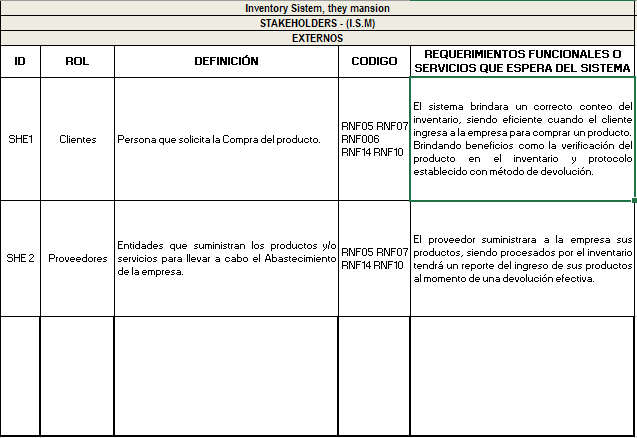 Inventory Sistem, they mansion
STAKEHOLDERS - (I.S.M)
EXTERNOS
ID
ROL
DEFINICIÓN
CODIGO
REQUERIMIENTOS FUNCIONALES O
SERVICIOS QUE ESPERA DEL SISTEMA
SHE1
Clientes
Persona que solicita la Compra del producto.
RNF05 RNF07
RNF006
RNF14 RNF10
El sistema brindara un correcto conteo del
inventario, siendo eficiente cuando el cliente
ingresa a la empresa para comprar un producto.
Brindando beneficios como la verificación del
producto en el inventario y protocolo
establecido con método de devolución.
SHE 2
Proveedores
Entidades que suministran los productos y/o
servicios para llevar a cabo el Abastecimiento
de la empresa.
RNF05 RNF07
RNF14 RNF10
El proveedor suministrara a la empresa sus
productos, siendo procesados por el inventario
tendrá un reporte del ingreso de sus productos
al momento de una devolución efectiva.